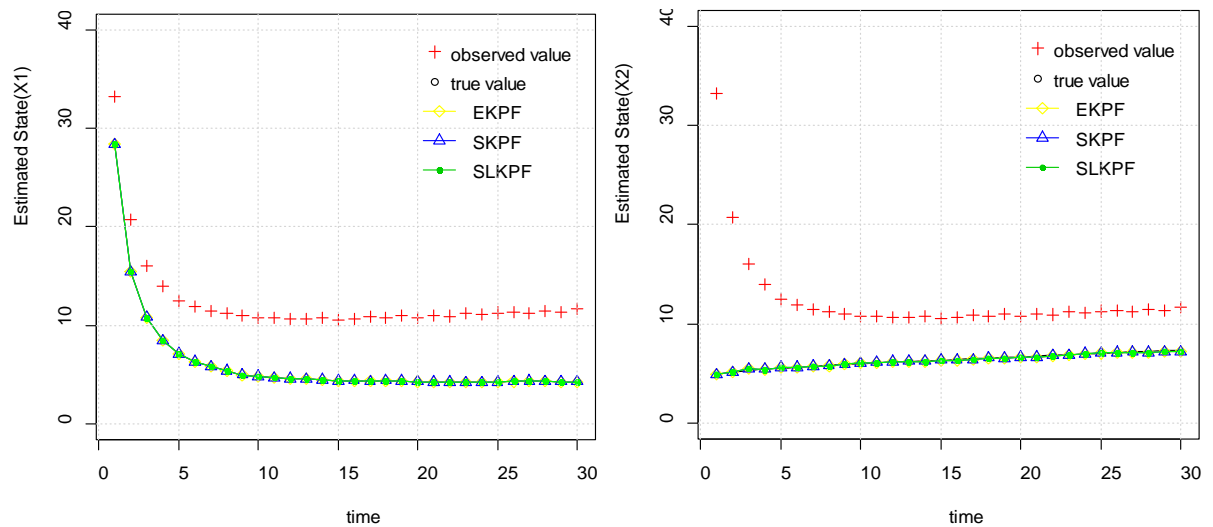 Estimated State(X1)
40
30
20
10
0
observed value
true value
EKPF
SKPF
SLKPF
0 5 10 15 20 25 30
time
Estimated State(X2)
40
30
20
10
0
observed value
true value
EKPF
SKPF
SLKPF
0 5 10 15 20 25 30
time